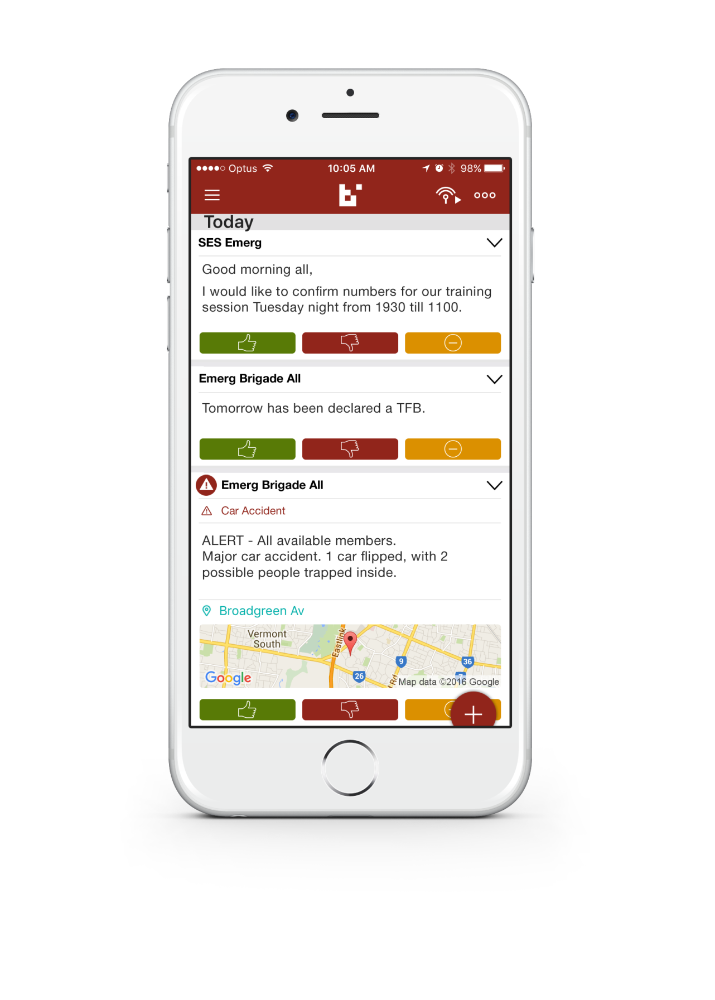 Optus 10:05 AM 98%
Today
SES Emerg
Good morning all,
I would like to confirm numbers for our training
session Tuesday night from 1930 till 1100.
Emerg Brigade All
Tomorrow has been declared a TFB.
Emerg Brigade All
Car Accident
ALERT - All available members.
Major car accident. 1 car flipped, with 2
possible people trapped inside.
Broadgreen Av
Vermont
South
Eastlink
9
36
26
7
Rd
Google
Map data ©2016 Google